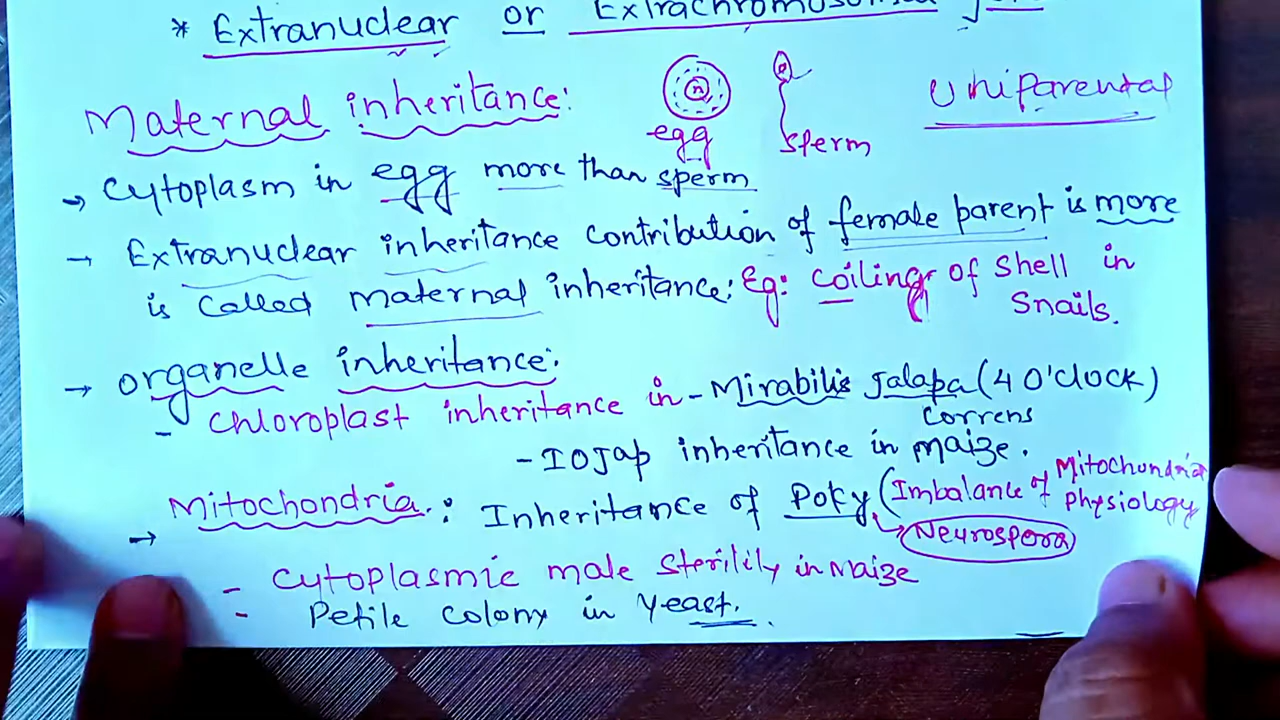 * Extranuclear or Extrachromosomal
Maternal inheritance:
n
egg
sperm
Uniparental
→ cytoplasm in egg more than sperm
→ Extranuclear inheritance contribution of female parent is more
is called maternal inheritance: Eg: coiling of shell in
Snails.
→ organelle inheritance:
- chloroplast inheritance in - Mirabilis Jalapa (4 O'clock)
Correns
- IOJap inheritance in maize.
→ Mitochondria: Inheritance of Poky (Imbalance of Mitochondria
Physiology
Neurospora
- cytoplasmic male sterilily in Maize
- Petile colony in Yeast.